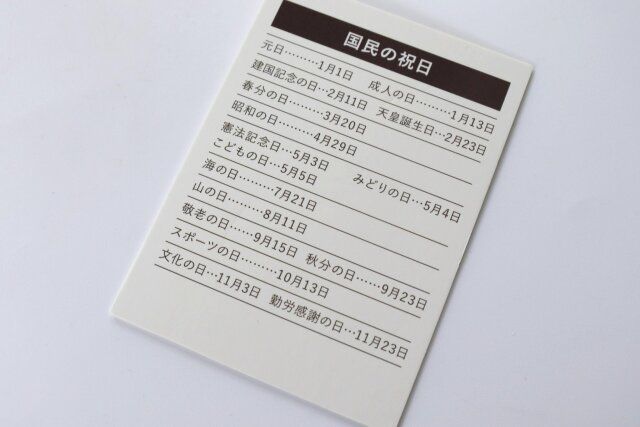 国民の祝日
元日………1月1日 成人の日………1月13日
建国記念の日…2月11日 天皇誕生日…2月23日
春分の日………3月20日
昭和の日………4月29日
憲法記念日…5月3日 みどりの日…5月4日
こどもの日…5月5日
海の日………7月21日
山の日………8月11日
敬老の日……9月15日 秋分の日……9月23日
スポーツの日………10月13日
文化の日…11月3日 勤労感謝の日…11月23日